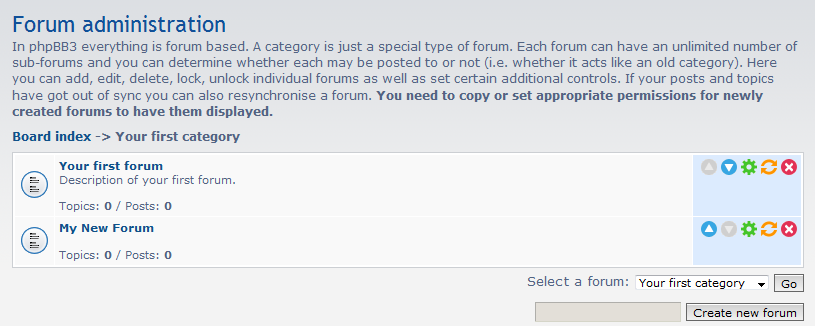 Forum administration
In phpBB3 everything is forum based. A category is just a special type of forum. Each forum can have an unlimited number of
sub-forums and you can determine whether each may be posted to or not (i.e. whether it acts like an old category). Here
you can add, edit, delete, lock, unlock individual forums as well as set certain additional controls. If your posts and topics
have got out of sync you can also resynchronise a forum. You need to copy or set appropriate permissions for newly
created forums to have them displayed.
Board index -> Your first category
Your first forum
Description of your first forum.
Topics: 0 / Posts: 0
My New Forum
Topics: 0 / Posts: 0
Select a forum: Your first category Go
Create new forum